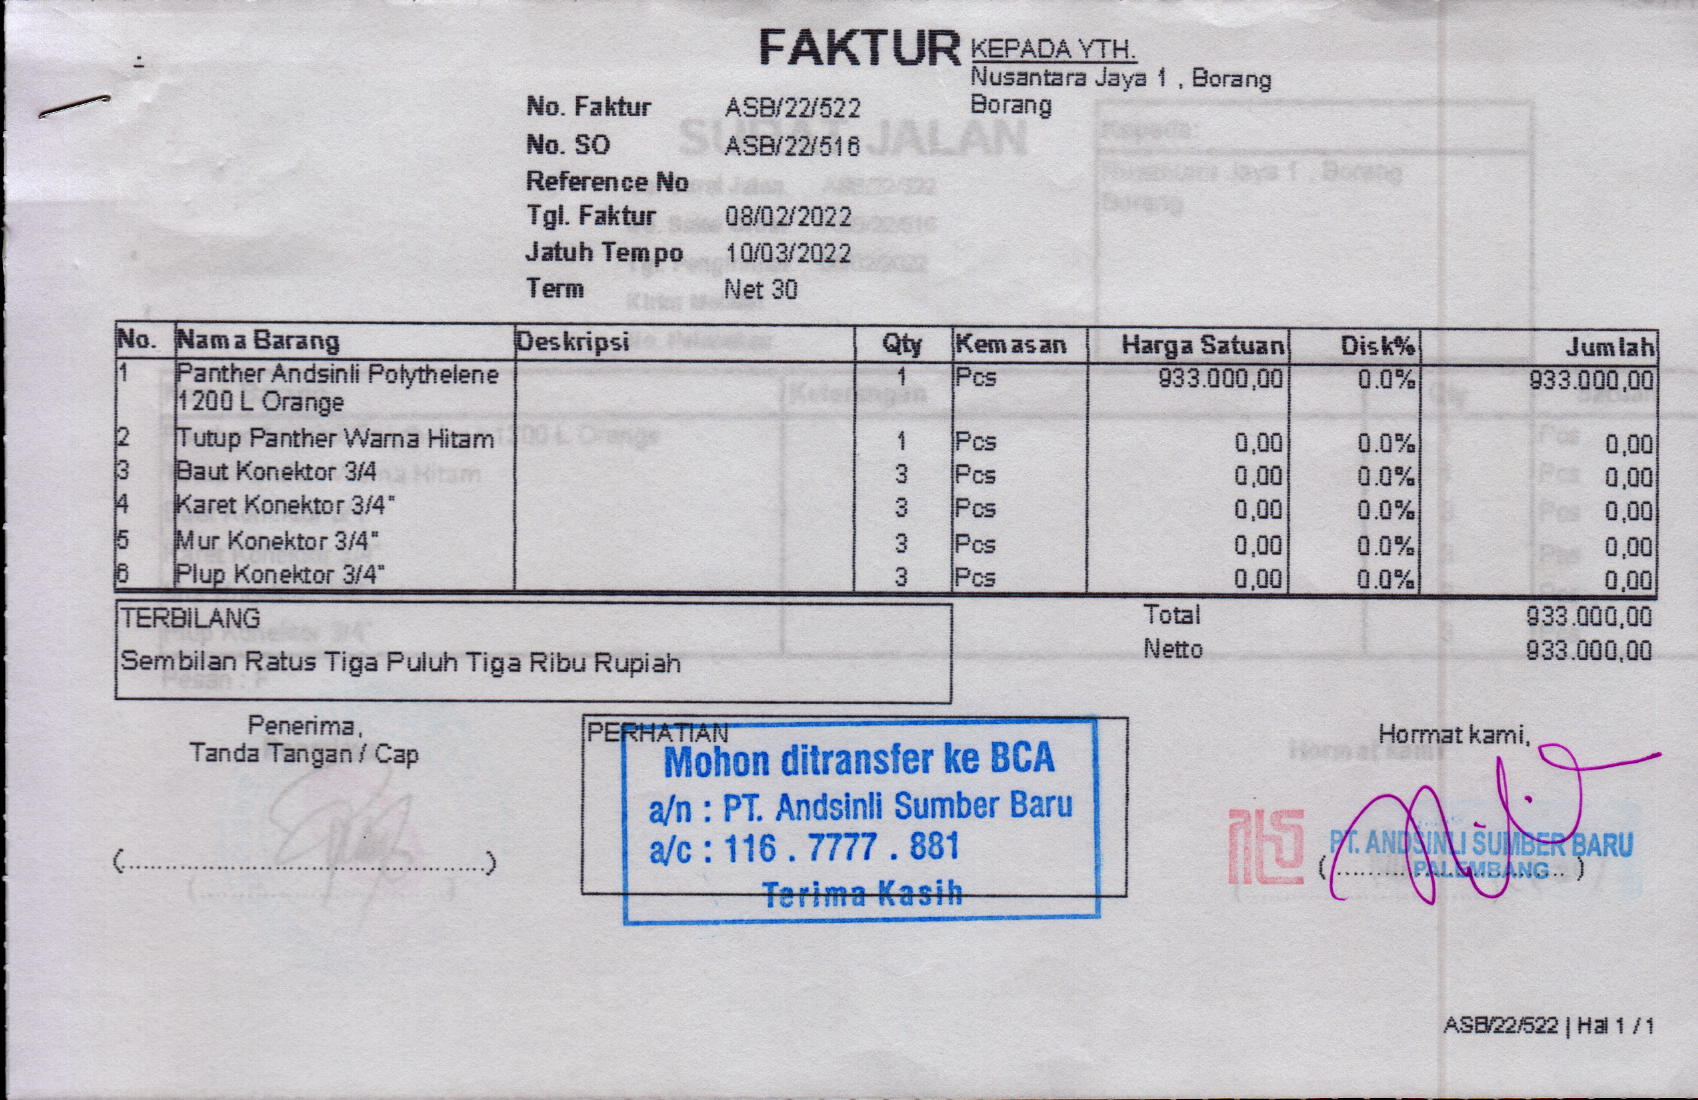 FAKTUR
KEPADA YTH.
Nusantara Jaya 1 , Borang
Borang
No. Faktur ASB/22/522
No. SO ASB/22/516
Reference No
Tgl. Faktur 08/02/2022
Jatuh Tempo 10/03/2022
Term Net 30
No. Nama Barang Deskripsi Qty Kemasan Harga Satuan Disk% Jumlah
1 Panther Andsinli Polythelene 1 Pcs 933.000,00 0.0% 933.000,00
1200 L Orange
2 Tutup Panther Warna Hitam 1 Pcs 0,00 0.0% 0,00
3 Baut Konektor 3/4 3 Pcs 0,00 0.0% 0,00
4 Karet Konektor 3/4" 3 Pcs 0,00 0.0% 0,00
5 Mur Konektor 3/4" 3 Pcs 0,00 0.0% 0,00
6 Plup Konektor 3/4" 3 Pcs 0,00 0.0% 0,00
TERBILANG
Sembilan Ratus Tiga Puluh Tiga Ribu Rupiah
Total 933.000,00
Netto 933.000,00
Penerima,
Tanda Tangan / Cap
(.....................................................)
PERHATIAN
Mohon ditransfer ke BCA
a/n : PT. Andsinli Sumber Baru
a/c : 116 . 7777 . 881
Terima Kasih
Hormat kami,
PT. ANDSINLI SUMBER BARU
PALEMBANG
ASB/22/522 | Hal 1 / 1